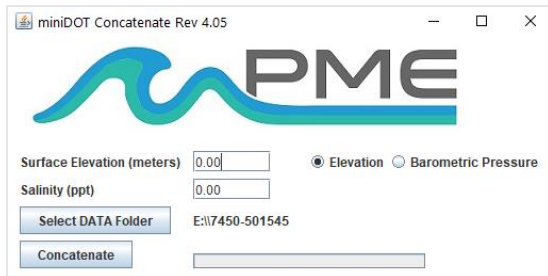 miniDOT Concatenate Rev 4.05
PME
Surface Elevation (meters) 0.00 Elevation Barometric Pressure
Salinity (ppt) 0.00
Select DATA Folder E:\\7450-501545
Concatenate